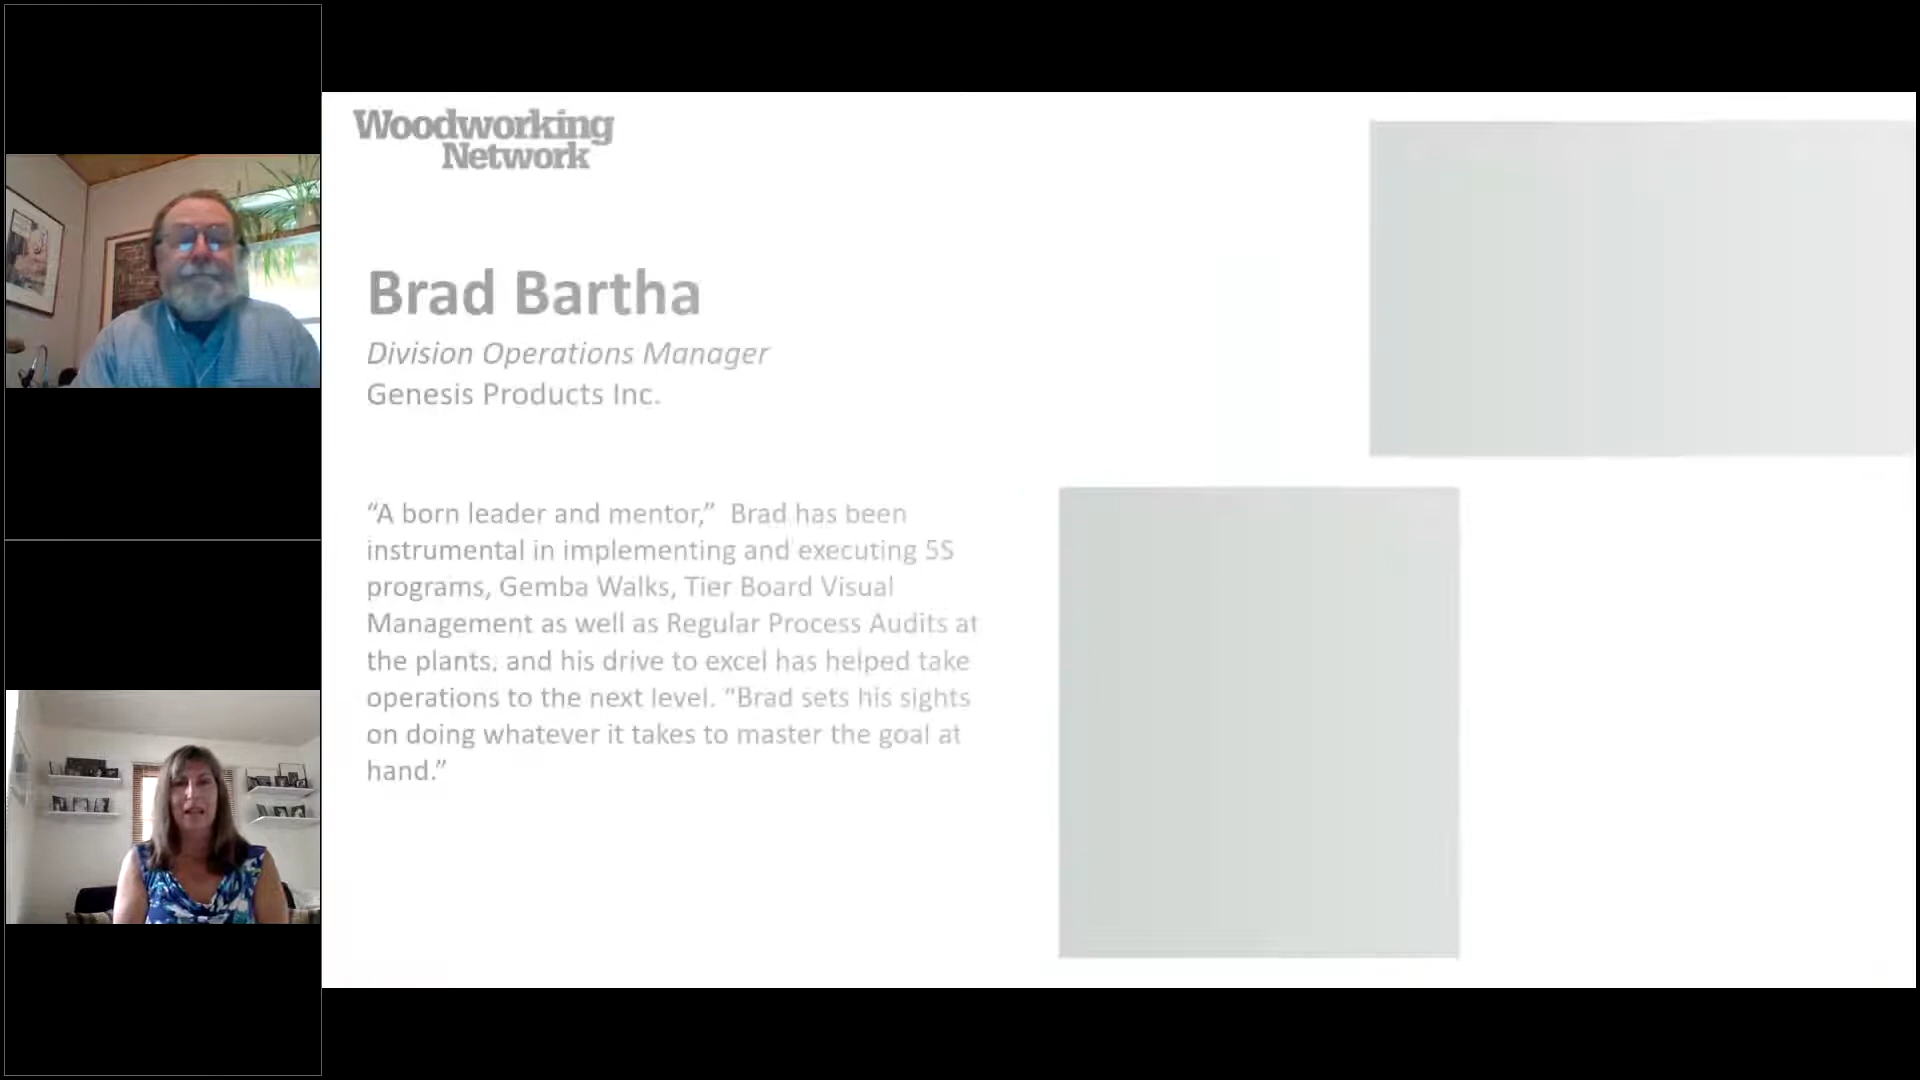 Woodworking
Network
Brad Bartha
Division Operations Manager
Genesis Products Inc.
“A born leader and mentor,”  Brad has been
instrumental in implementing and executing 5S
programs, Gemba Walks, Tier Board Visual
Management as well as Regular Process Audits at
the plants, and his drive to excel has helped take
operations to the next level. “Brad sets his sights
on doing whatever it takes to master the goal at
hand.”